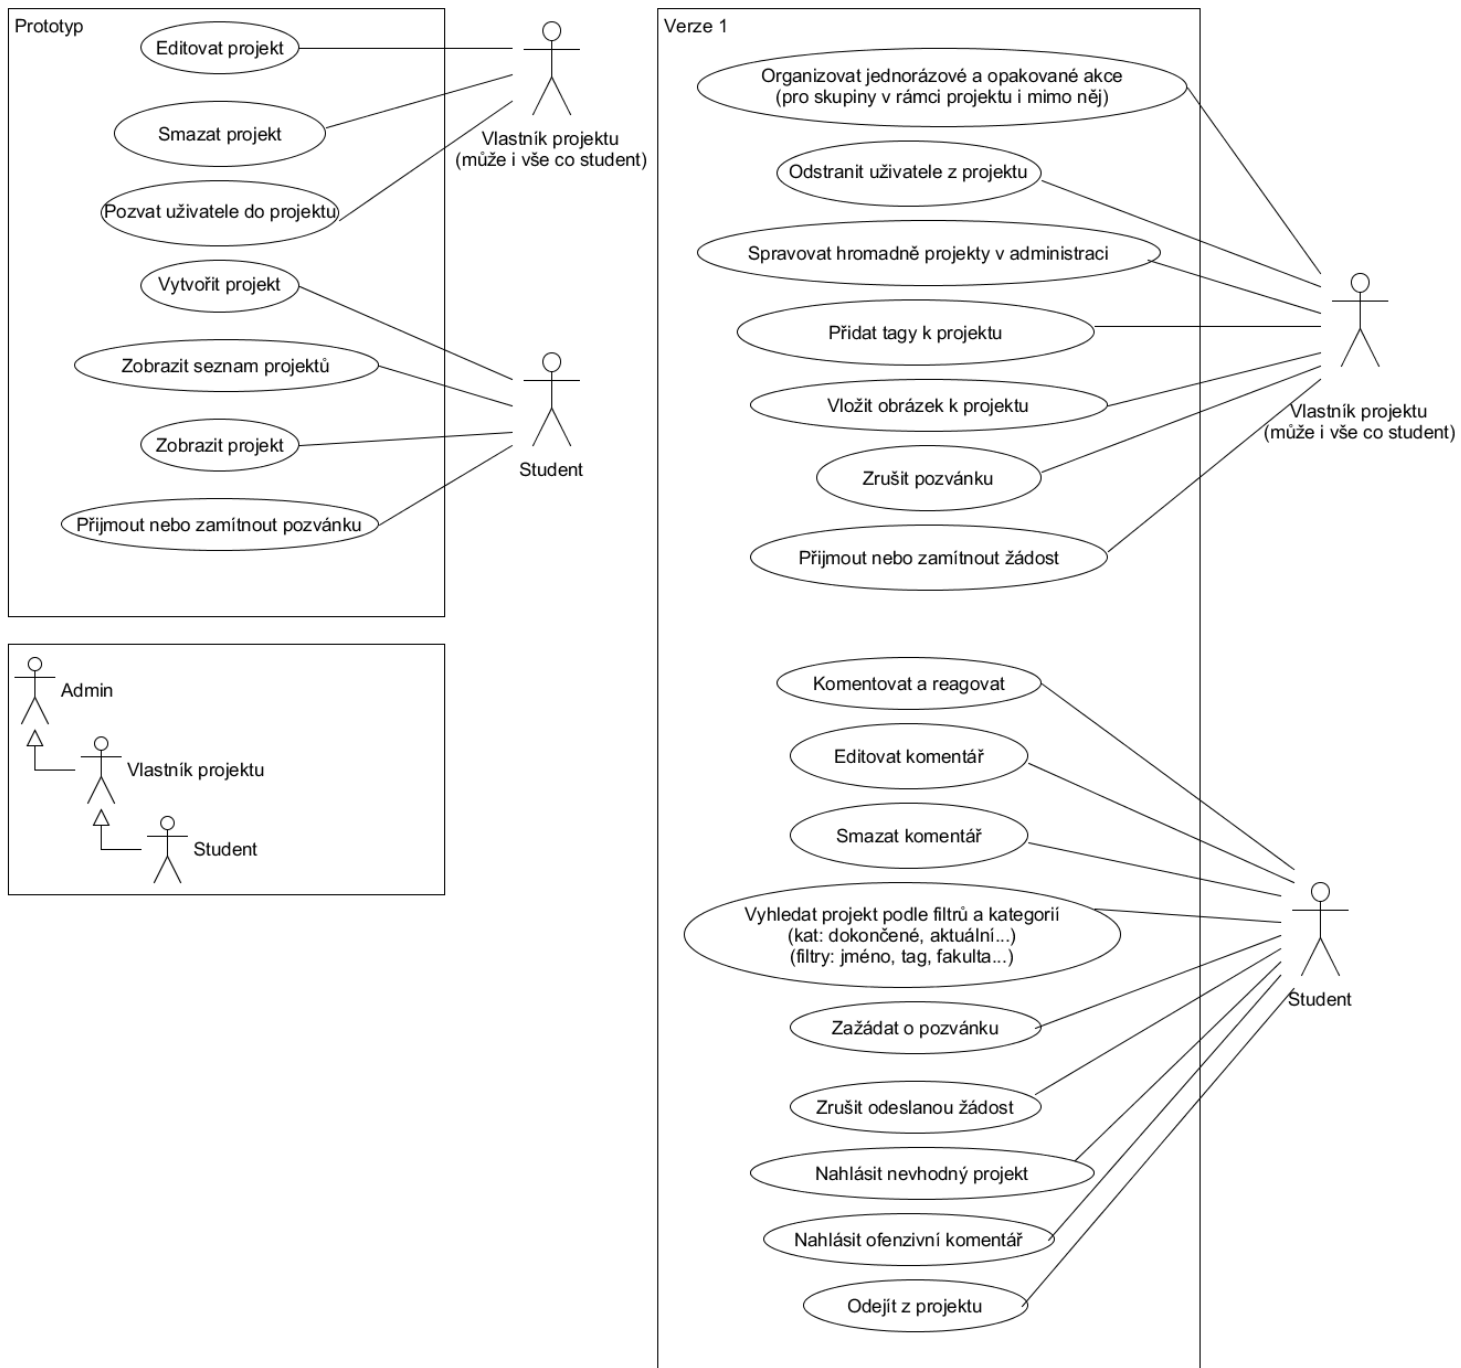 Prototyp
Editovat projekt
Smazat projekt
Pozvat uživatele do projektu
Vlastník projektu
(může i vše co student)
Vytvořit projekt
Zobrazit seznam projektů
Zobrazit projekt
Přijmout nebo zamítnout pozvánku
Student
Admin
Vlastník projektu
Student
Verze 1
Organizovat jednorázové a opakované akce
(pro skupiny v rámci projektu i mimo něj)
Odstranit uživatele z projektu
Spravovat hromadně projekty v administraci
Přidat tagy k projektu
Vložit obrázek k projektu
Zrušit pozvánku
Přijmout nebo zamítnout žádost
Vlastník projektu
(může i vše co student)
Komentovat a reagovat
Editovat komentář
Smazat komentář
Vyhledat projekt podle filtrů a kategorií
(kat: dokončené, aktuální...)
(filtry: jméno, tag, fakulta...)
Zažádat o pozvánku
Zrušit odeslanou žádost
Nahlásit nevhodný projekt
Nahlásit ofenzivní komentář
Odejít z projektu
Student